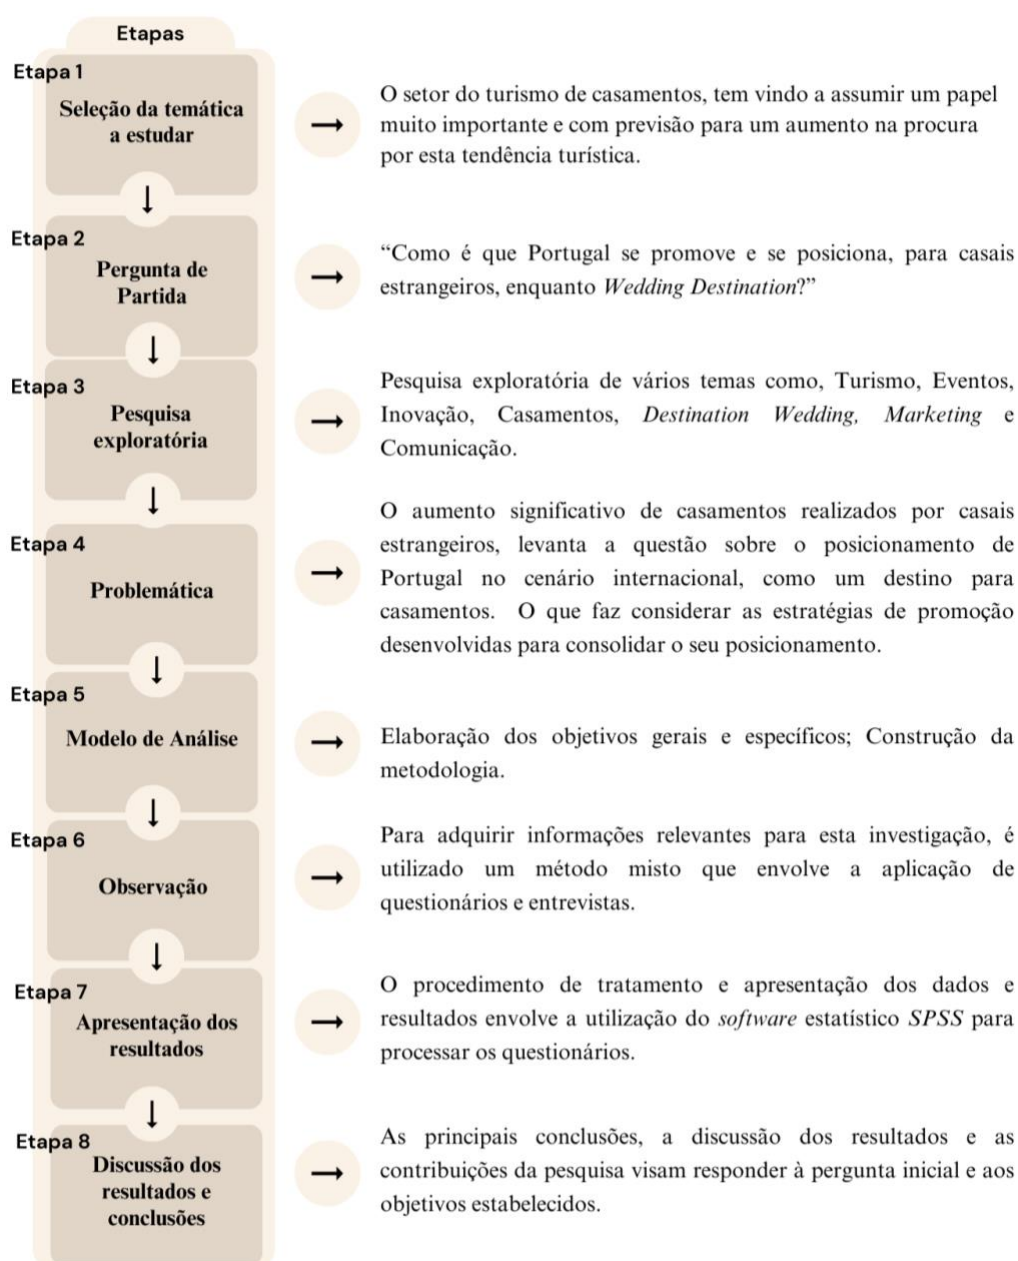 Etapas
Etapa 1
Seleção da temática
a estudar
O setor do turismo de casamentos, tem vindo a assumir um papel
muito importante e com previsão para um aumento na procura
por esta tendência turística.
Etapa 2
Pergunta de
Partida
“Como é que Portugal se promove e se posiciona, para casais
estrangeiros, enquanto Wedding Destination?”
Etapa 3
Pesquisa
exploratória
Pesquisa exploratória de vários temas como, Turismo, Eventos,
Inovação, Casamentos, Destination Wedding, Marketing e
Comunicação.
Etapa 4
Problemática
O aumento significativo de casamentos realizados por casais
estrangeiros, levanta a questão sobre o posicionamento de
Portugal no cenário internacional, como um destino para
casamentos. O que faz considerar as estratégias de promoção
desenvolvidas para consolidar o seu posicionamento.
Etapa 5
Modelo de Análise
Elaboração dos objetivos gerais e específicos; Construção da
metodologia.
Etapa 6
Observação
Para adquirir informações relevantes para esta investigação, é
utilizado um método misto que envolve a aplicação de
questionários e entrevistas.
Etapa 7
Apresentação dos
resultados
O procedimento de tratamento e apresentação dos dados e
resultados envolve a utilização do software estatístico SPSS para
processar os questionários.
Etapa 8
Discussão dos
resultados e
conclusões
As principais conclusões, a discussão dos resultados e as
contribuições da pesquisa visam responder à pergunta inicial e aos
objetivos estabelecidos.